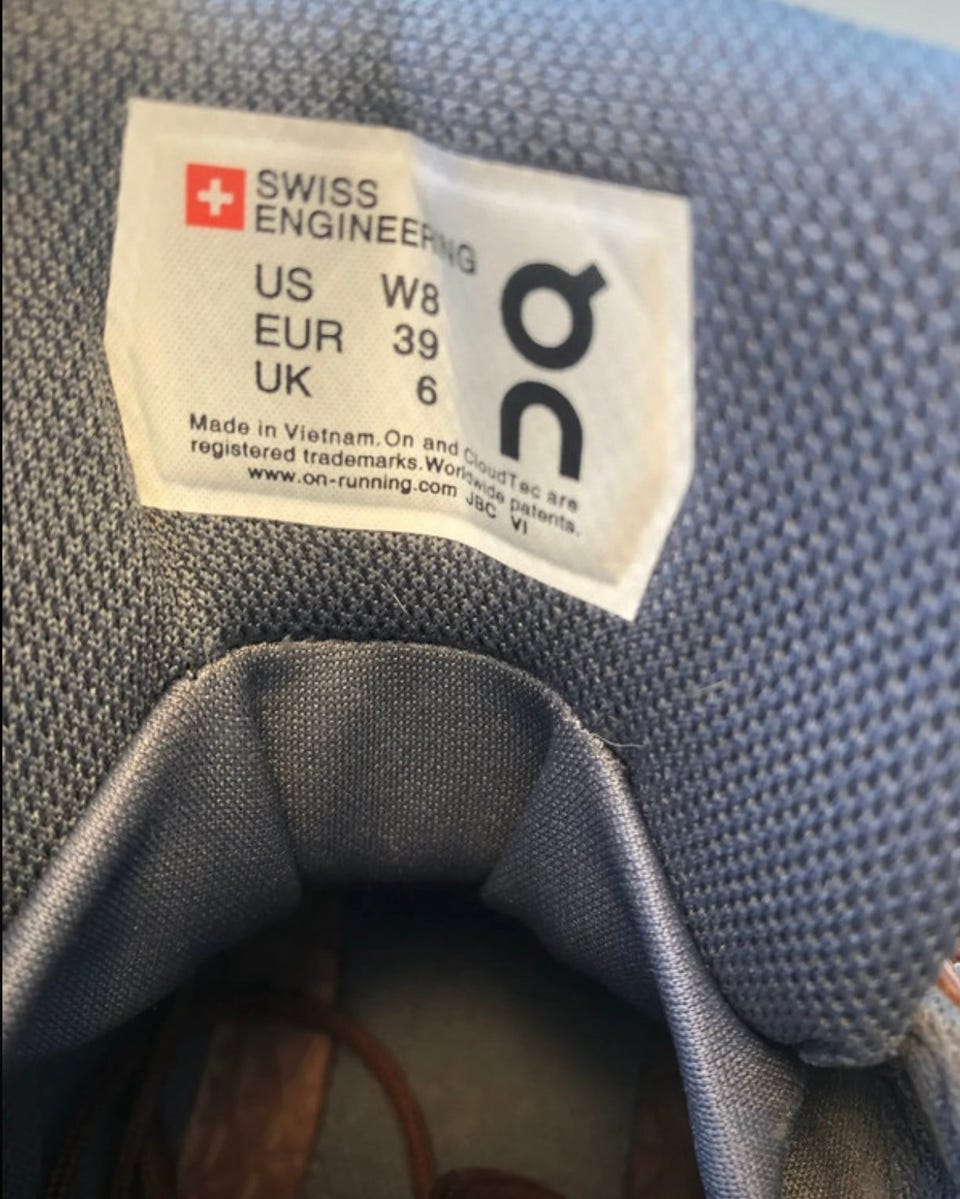 SWISS
ENGINEERING
US W8
EUR 39
UK 6
On
Made in Vietnam. On and CloudTec are
registered trademarks. Worldwide patents.
www.on-running.com JBC VI